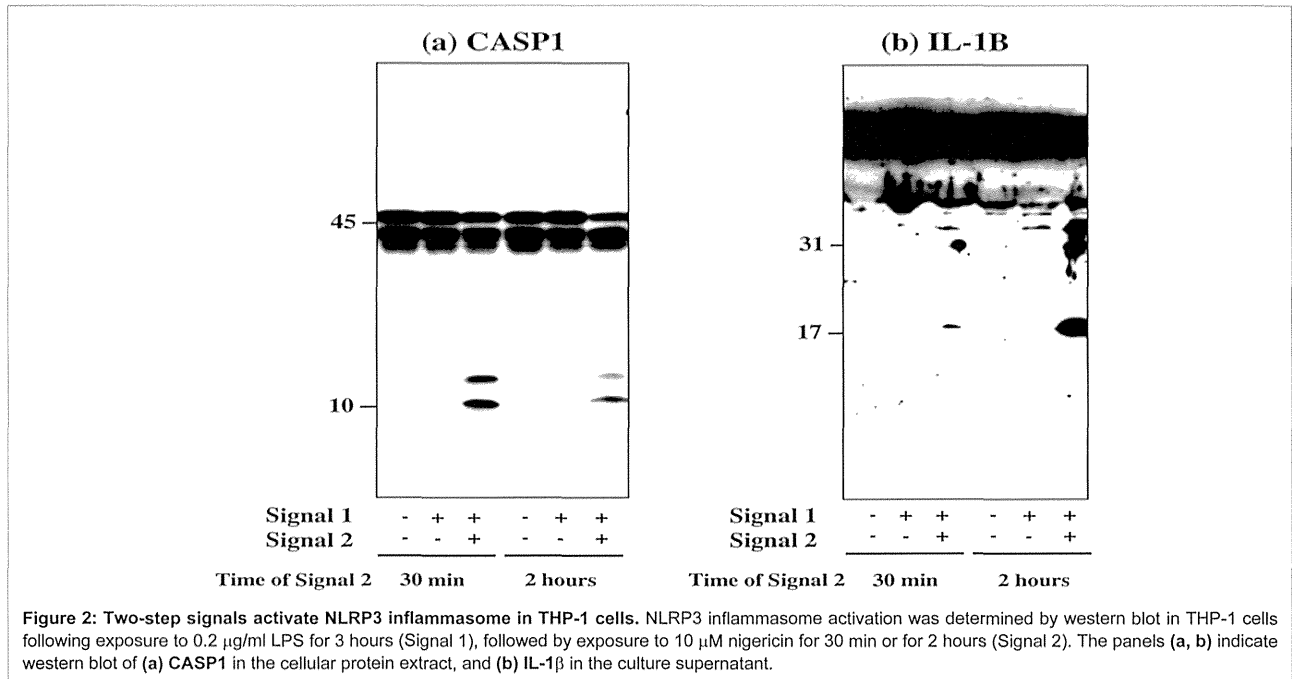 (a) CASP1
(b) IL-1B
45
10
31
17
Signal 1 - + + - + +
Signal 2 - - + - - +
Time of Signal 2 30 min 2 hours
Signal 1 - + + - + +
Signal 2 - - + - - +
Time of Signal 2 30 min 2 hours
Figure 2: Two-step signals activate NLRP3 inflammasome in THP-1 cells. NLRP3 inflammasome activation was determined by western blot in THP-1 cells
following exposure to 0.2 μg/ml LPS for 3 hours (Signal 1), followed by exposure to 10 μM nigericin for 30 min or for 2 hours (Signal 2). The panels (a, b) indicate
western blot of (a) CASP1 in the cellular protein extract, and (b) IL-1β in the culture supernatant.